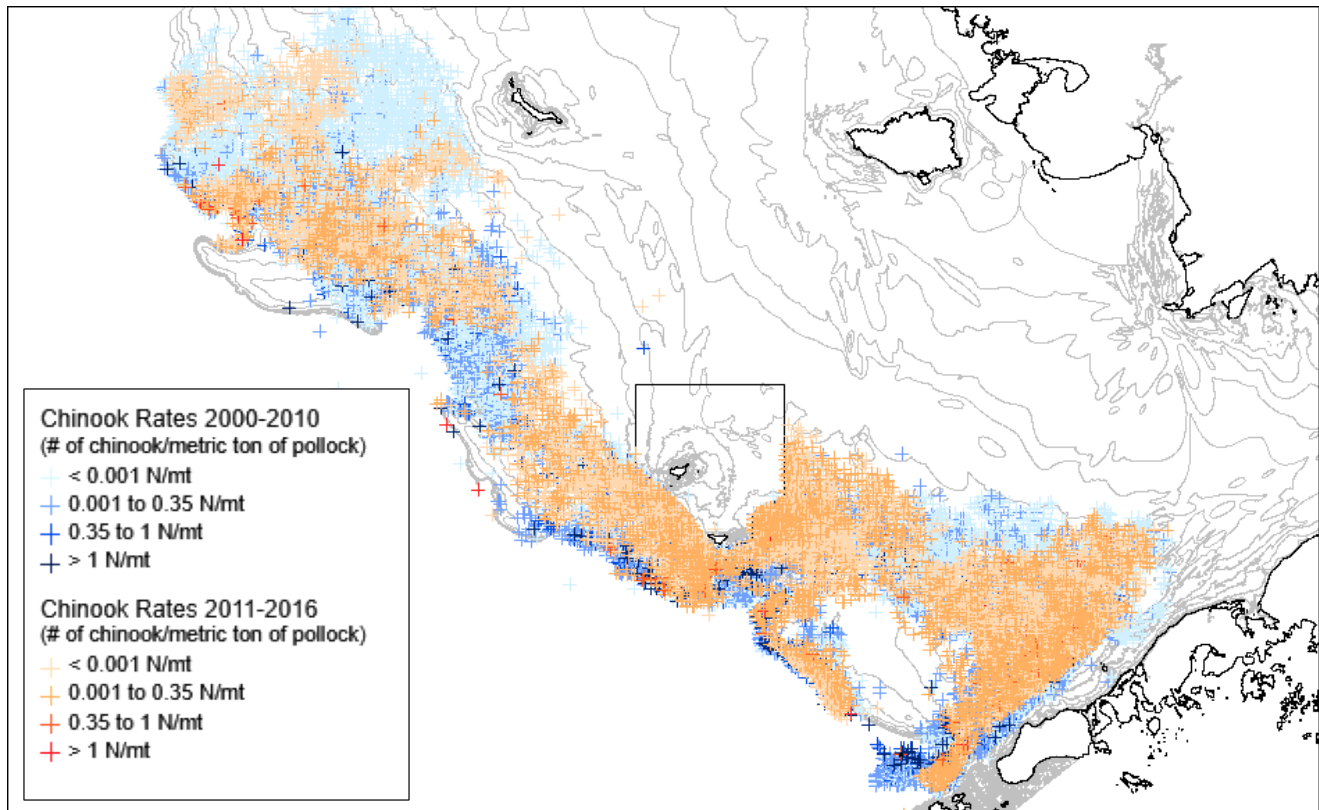 Chinook Rates 2000-2010
(# of chinook/metric ton of pollock)
< 0.001 N/mt
0.001 to 0.35 N/mt
0.35 to 1 N/mt
> 1 N/mt
Chinook Rates 2011-2016
(# of chinook/metric ton of pollock)
< 0.001 N/mt
0.001 to 0.35 N/mt
0.35 to 1 N/mt
> 1 N/mt